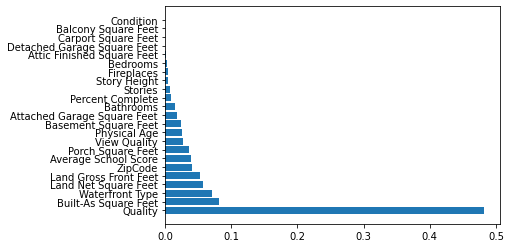 Condition
Balcony Square Feet
Carport Square Feet
Detached Garage Square Feet
Attic Finished Square Feet
Bedrooms
Fireplaces
Story Height
Stories
Percent Complete
Bathrooms
Attached Garage Square Feet
Basement Square Feet
Physical Age
View Quality
Porch Square Feet
Average School Score
ZipCode
Land Gross Front Feet
Land Net Square Feet
Waterfront Type
Built-As Square Feet
Quality
0.0 0.1 0.2 0.3 0.4 0.5